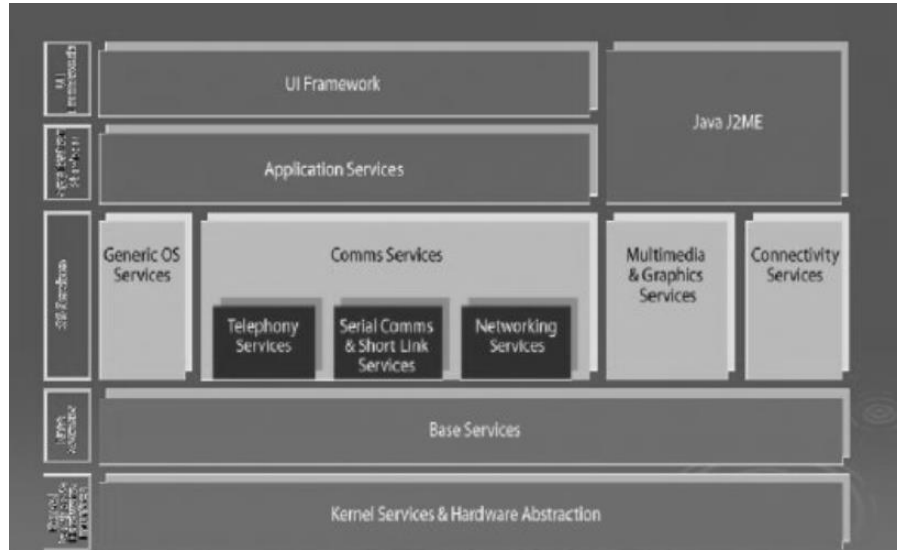 UI Framework
Java J2ME
Application Services
Generic OS
Services
Comms Services
Multimedia
& Graphics
Services
Connectivity
Services
Telephony
Services
Serial Comms
& Short Link
Services
Networking
Services
Base Services
Kernel Services & Hardware Abstraction